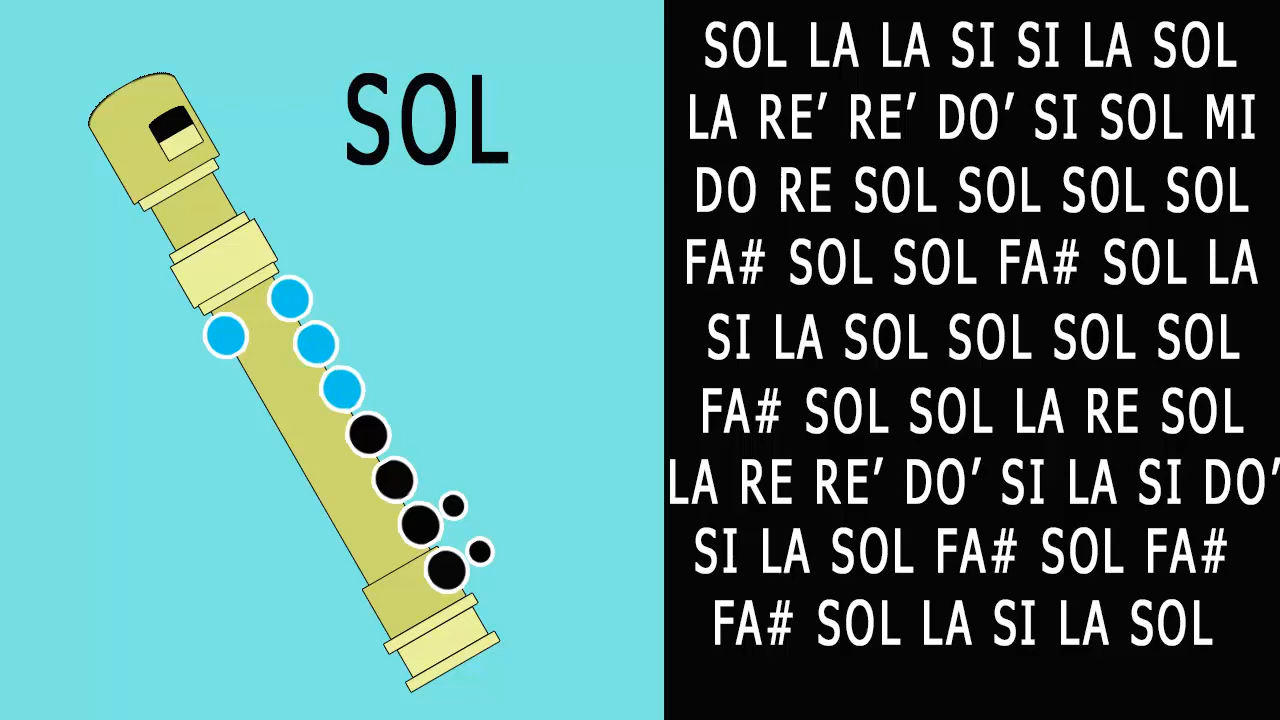 SOL
SOL LA LA SI SI LA SOL
LA RE’ RE’ DO’ SI SOL MI
DO RE SOL SOL SOL SOL
FA# SOL SOL FA# SOL LA
SI LA SOL SOL SOL SOL
FA# SOL SOL LA RE SOL
LA RE RE’ DO’ SI LA SI DO’
SI LA SOL FA# SOL FA#
FA# SOL LA SI LA SOL